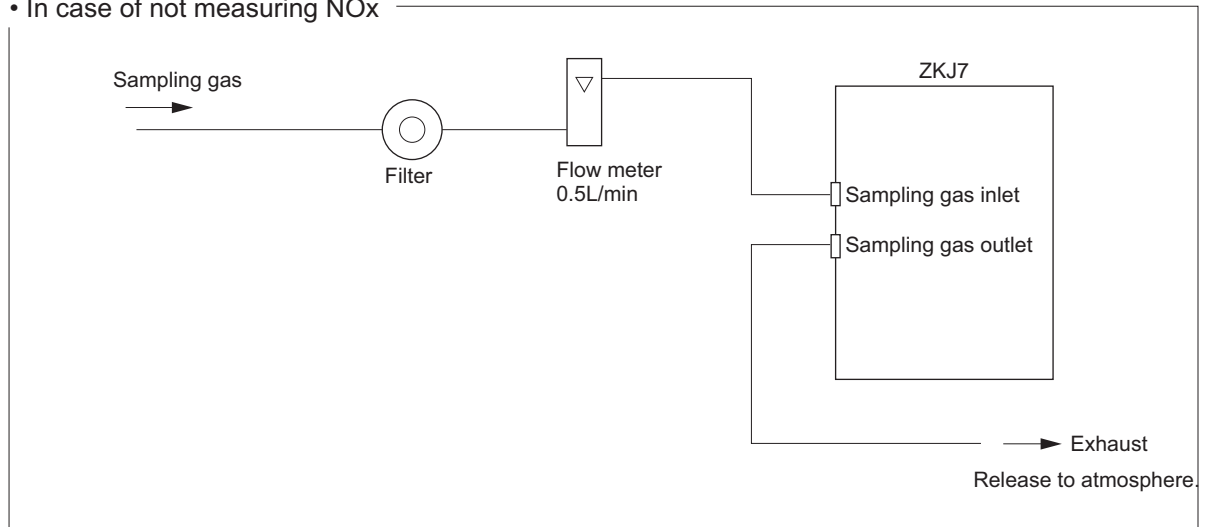 • In case of not measuring NOx
Sampling gas
ZKJ7
Filter
Flow meter
0.5L/min
Sampling gas inlet
Sampling gas outlet
Exhaust
Release to atmosphere.